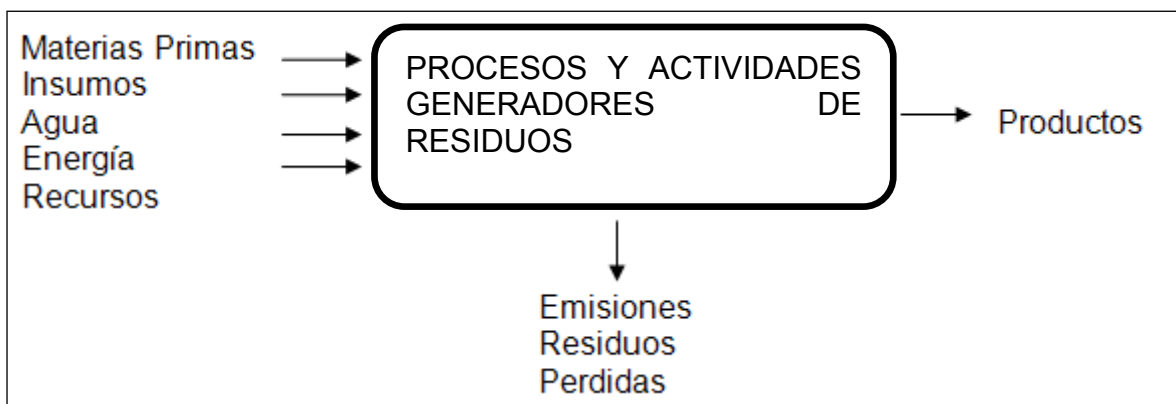 Materias Primas
Insumos
Agua
Energía
Recursos
PROCESOS Y ACTIVIDADES
GENERADORES DE
RESIDUOS
Productos
Emisiones
Residuos
Perdidas